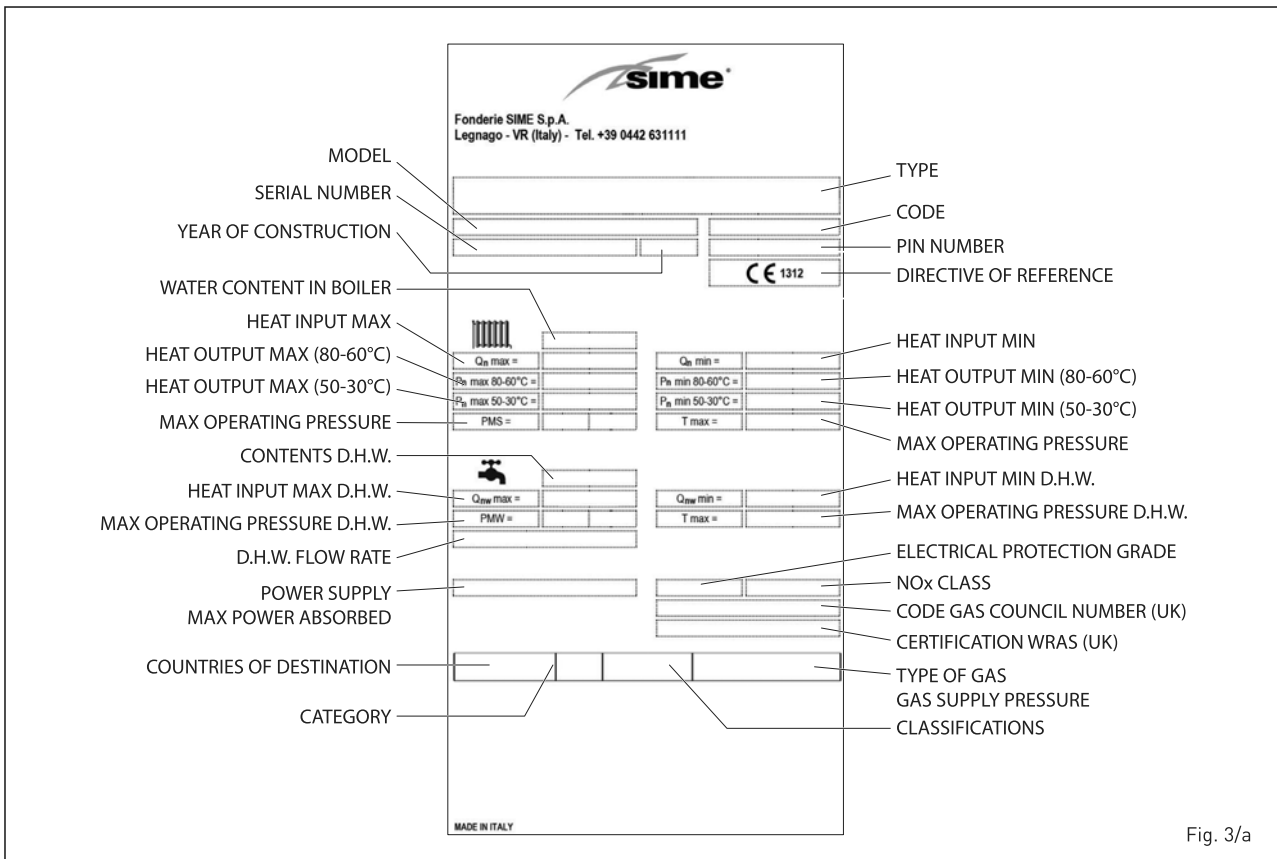 sime®
Fonderie SIME S.p.A.
Legnago - VR (Italy) - Tel. +39 0442 631111
MODEL
SERIAL NUMBER
YEAR OF CONSTRUCTION
WATER CONTENT IN BOILER
HEAT INPUT MAX
HEAT OUTPUT MAX (80-60°C)
HEAT OUTPUT MAX (50-30°C)
MAX OPERATING PRESSURE
CONTENTS D.H.W.
HEAT INPUT MAX D.H.W.
MAX OPERATING PRESSURE D.H.W.
D.H.W. FLOW RATE
POWER SUPPLY
MAX POWER ABSORBED
COUNTRIES OF DESTINATION
CATEGORY
CE 1312
Qn max =
Pn max 80-60°C =
Pn max 50-30°C =
PMS =
Qn min =
Pn min 80-60°C =
Pn min 50-30°C =
T max =
Qnw max =
PMW =
Qnw min =
T max =
TYPE
CODE
PIN NUMBER
DIRECTIVE OF REFERENCE
HEAT INPUT MIN
HEAT OUTPUT MIN (80-60°C)
HEAT OUTPUT MIN (50-30°C)
MAX OPERATING PRESSURE
HEAT INPUT MIN D.H.W.
MAX OPERATING PRESSURE D.H.W.
ELECTRICAL PROTECTION GRADE
NOx CLASS
CODE GAS COUNCIL NUMBER (UK)
CERTIFICATION WRAS (UK)
TYPE OF GAS
GAS SUPPLY PRESSURE
CLASSIFICATIONS
MADE IN ITALY
Fig. 3/a